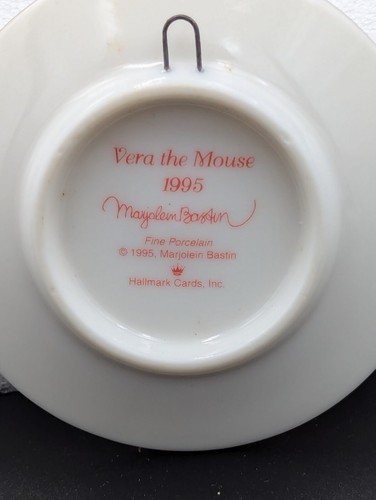 Vera the Mouse
1995
Marjolein Bastin
Fine Porcelain
© 1995, Marjolein Bastin
Hallmark Cards, Inc.